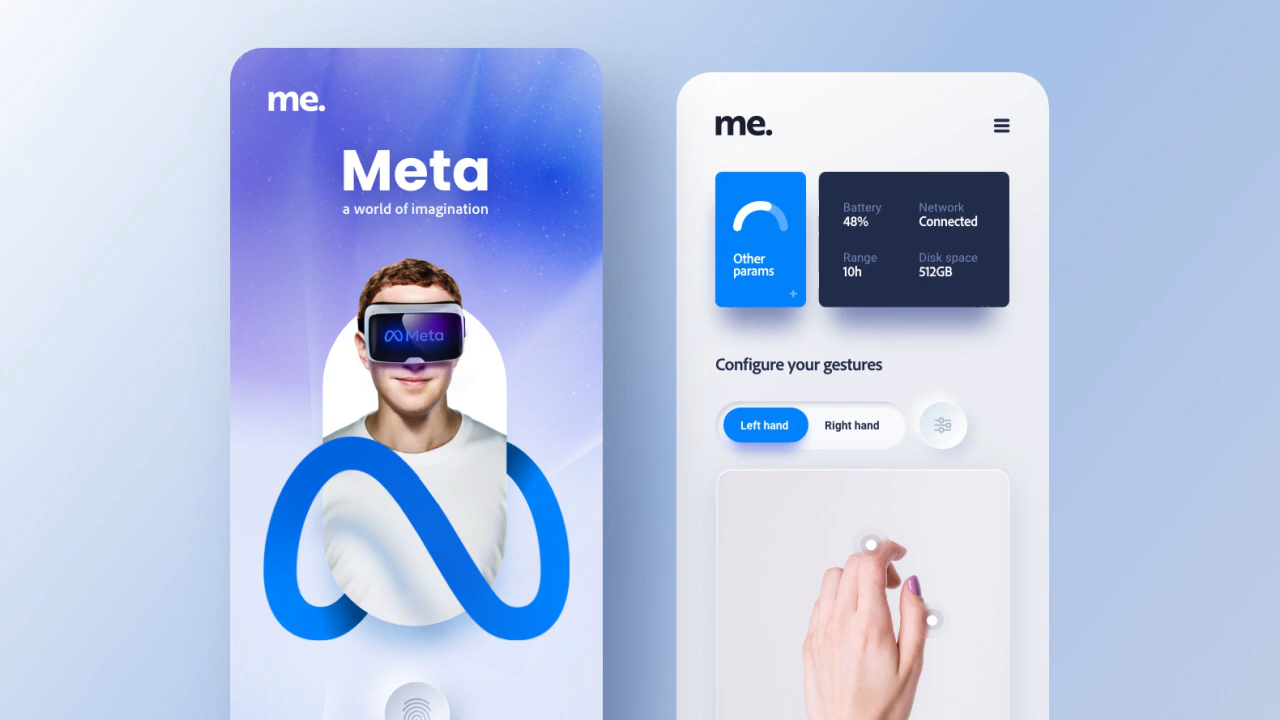 me.
Meta
a world of imagination
Meta
me.
Other
params
+
Battery
48%
Network
Connected
Range
10h
Disk space
512GB
Configure your gestures
Left hand
Right hand